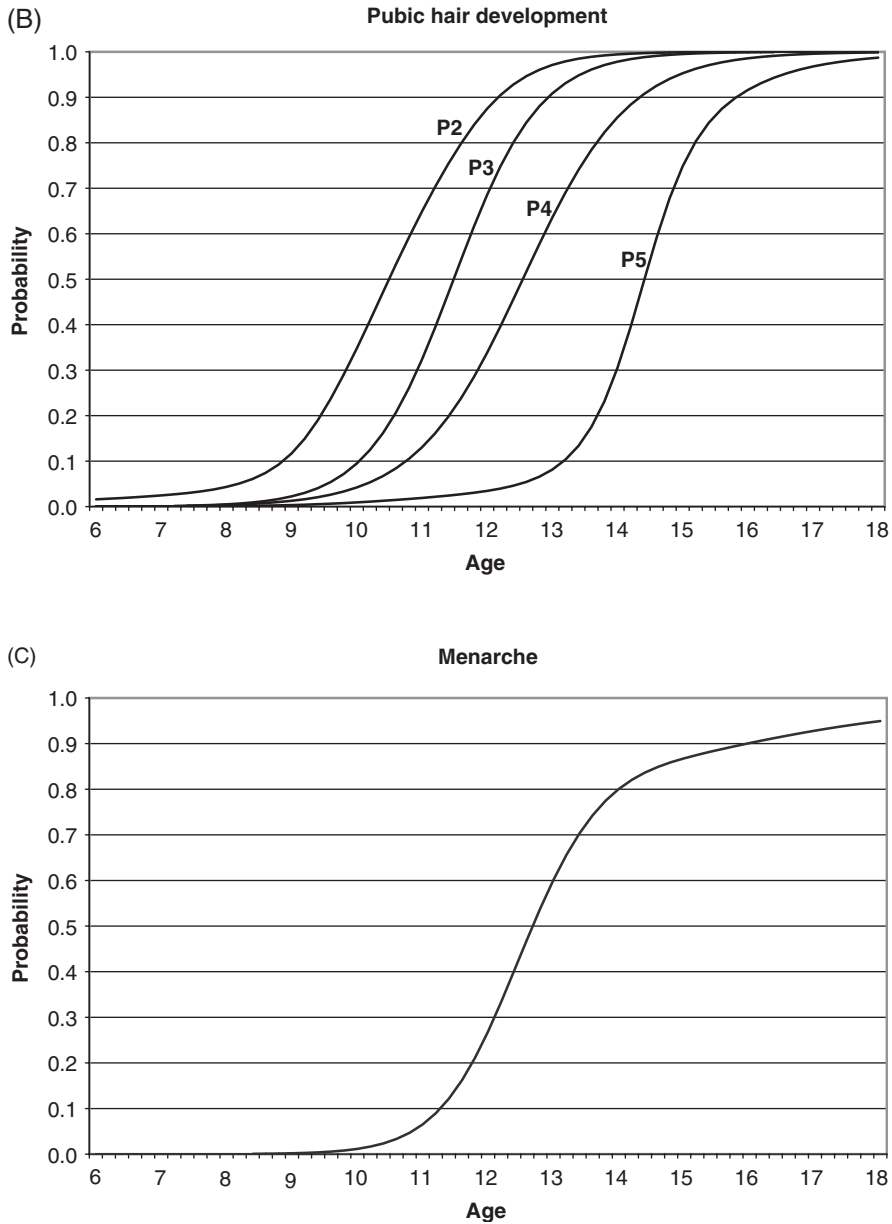 (B)
Pubic hair development
1.0
0.9
0.8
0.7
0.6
0.5
0.4
0.3
0.2
0.1
0.0
Probability
P2
P3
P4
P5
6 7 8 9 10 11 12 13 14 15 16 17 18
Age
(C)
Menarche
1.0
0.9
0.8
0.7
0.6
0.5
0.4
0.3
0.2
0.1
0.0
Probability
6 7 8 9 10 11 12 13 14 15 16 17 18
Age